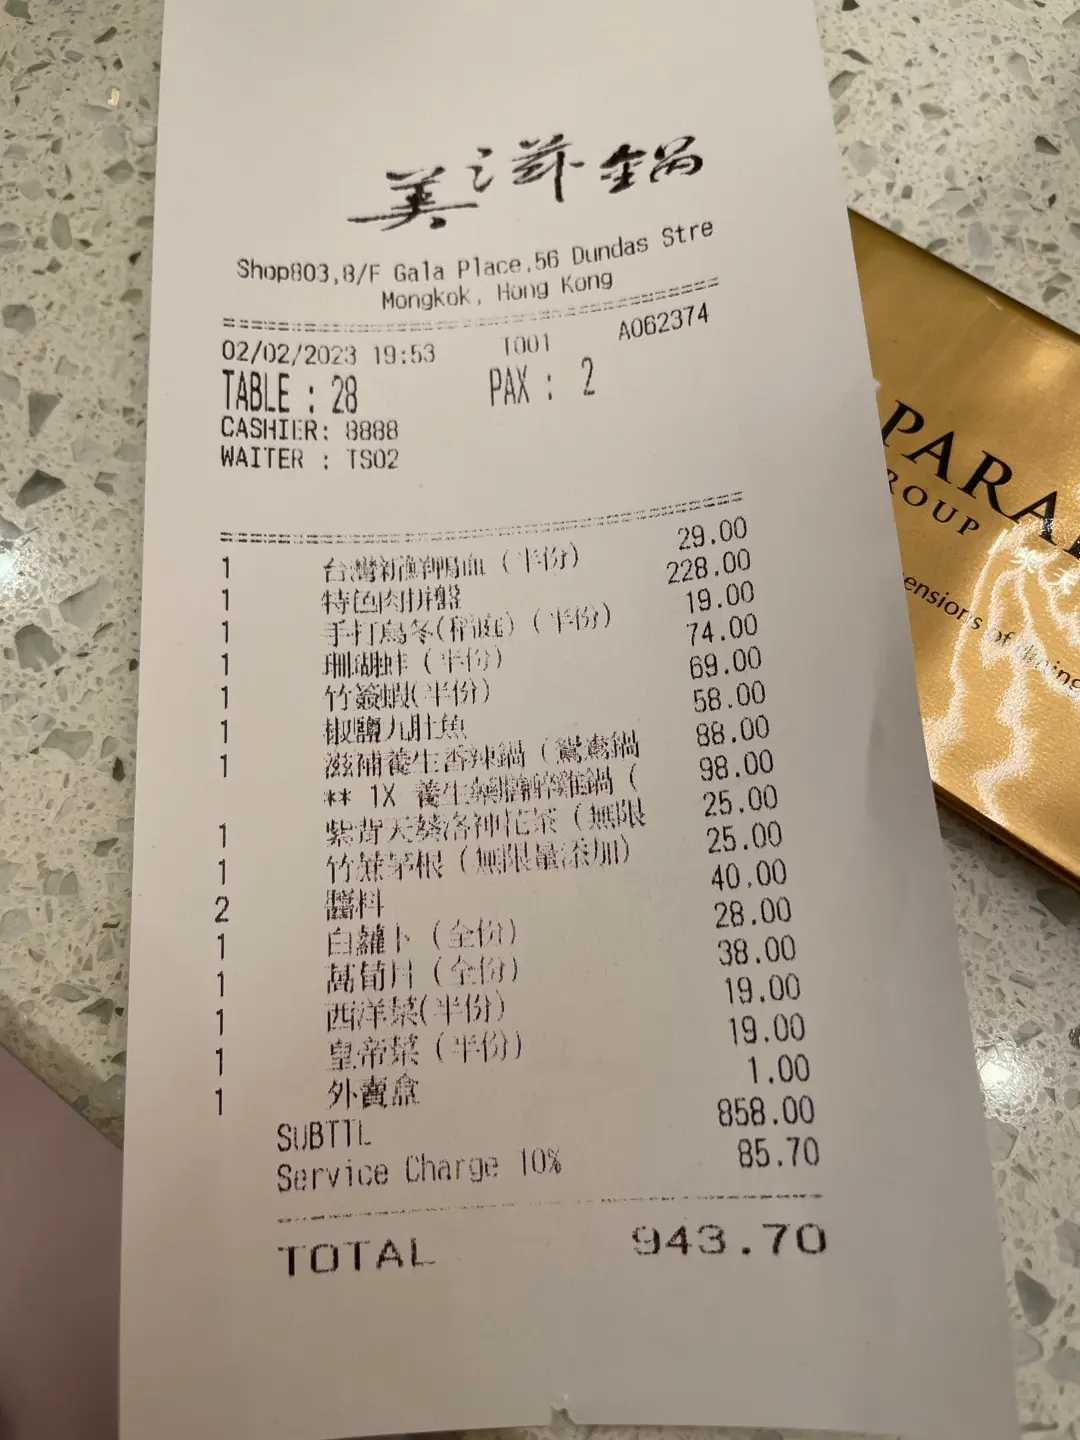 美滋鍋
Shop803,8/F Gala Place,56 Dundas Stre
Mongkok, Hong Kong
02/02/2023 19:53 T001 A062374
TABLE : 28 PAX : 2
CASHIER: 8888
WAITER : TS02
1 台灣新鮮鴨血 (半份) 29.00
1 特色肉拼盤 228.00
1 手打烏冬(稻庭) (半份) 19.00
1 珊瑚蚌 (半份) 74.00
1 竹簽蝦(半份) 69.00
1 椒鹽九肚魚 58.00
1 滋補養生香辣鍋 (鴛鴦鍋 88.00
** 1X 養生藥膳醉雞鍋 ( 98.00
1 紫背天葵洛神花茶 (無限 25.00
1 竹蔗茅根 (無限量添加) 25.00
2 醬料 40.00
1 白蘿卜 (全份) 28.00
1 萵筍片 (全份) 38.00
1 西洋菜(半份) 19.00
1 皇帝菜 (半份) 19.00
1 外賣盒 1.00
SUBTTL 858.00
Service Charge 10% 85.70
TOTAL 943.70
PARA
ROUP
ensions of dining